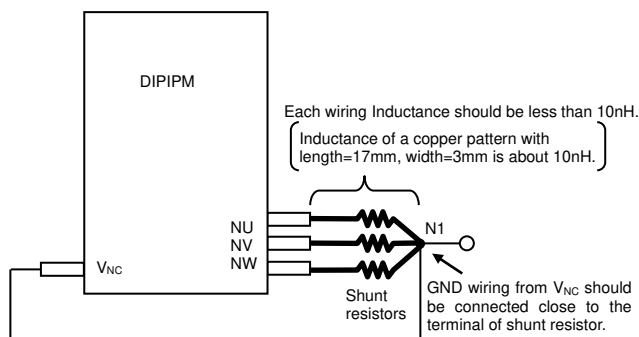 DIPIPM
Each wiring Inductance should be less than 10nH.
Inductance of a copper pattern with
length=17mm, width=3mm is about 10nH.
NU
NV
NW
N1
VNC
Shunt
resistors
GND wiring from VNC should
be connected close to the
terminal of shunt resistor.